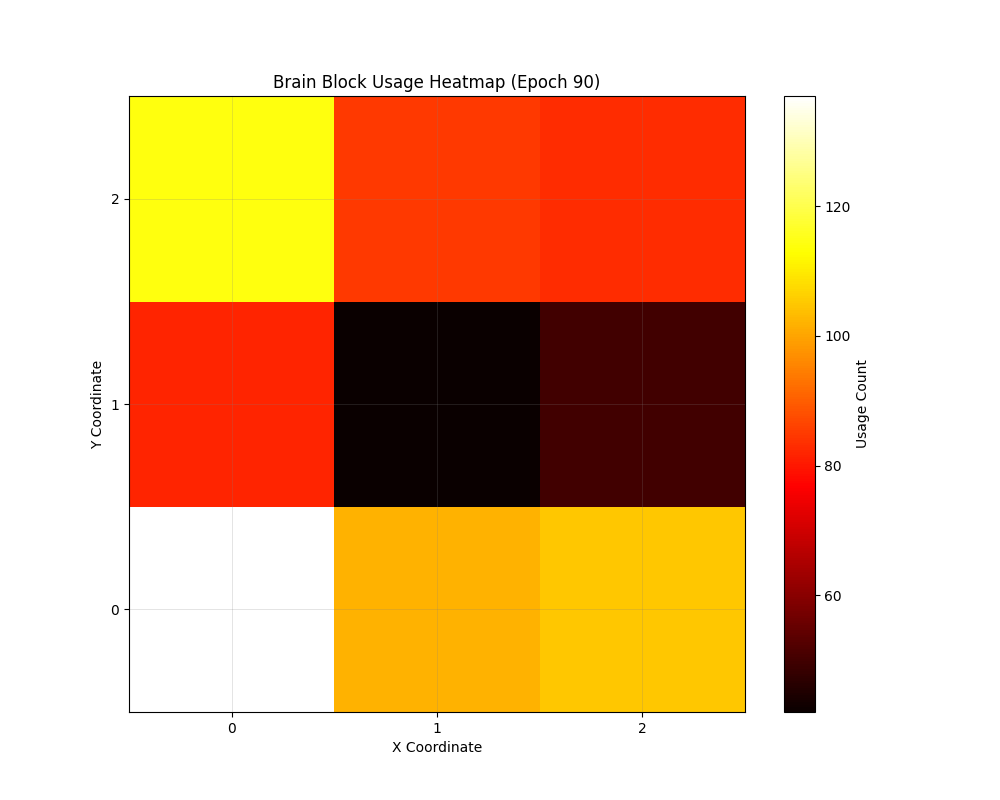 Brain Block Usage Heatmap (Epoch 90)
2
1
0
Y Coordinate
0 1 2
X Coordinate
120
100
80
60
Usage Count